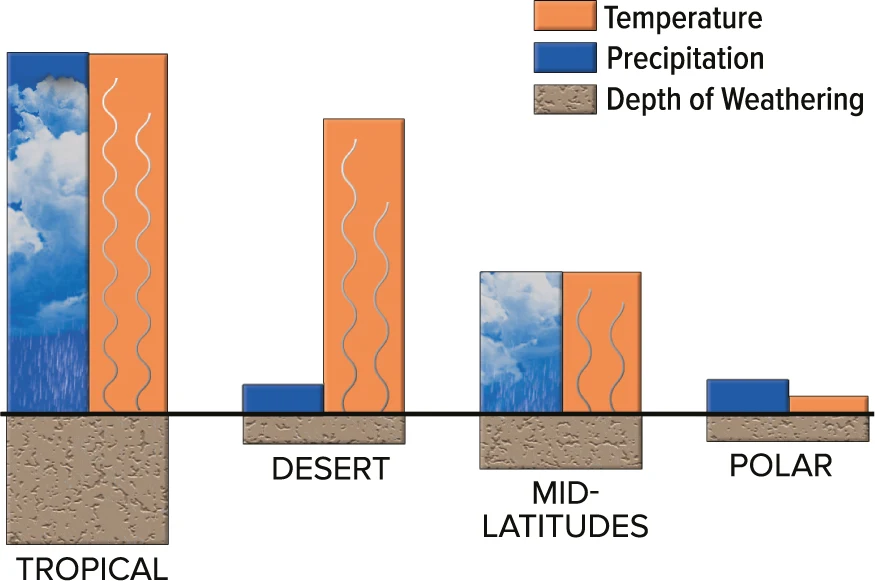 Temperature
Precipitation
Depth of Weathering
DESERT
MID-
LATITUDES
POLAR
TROPICAL